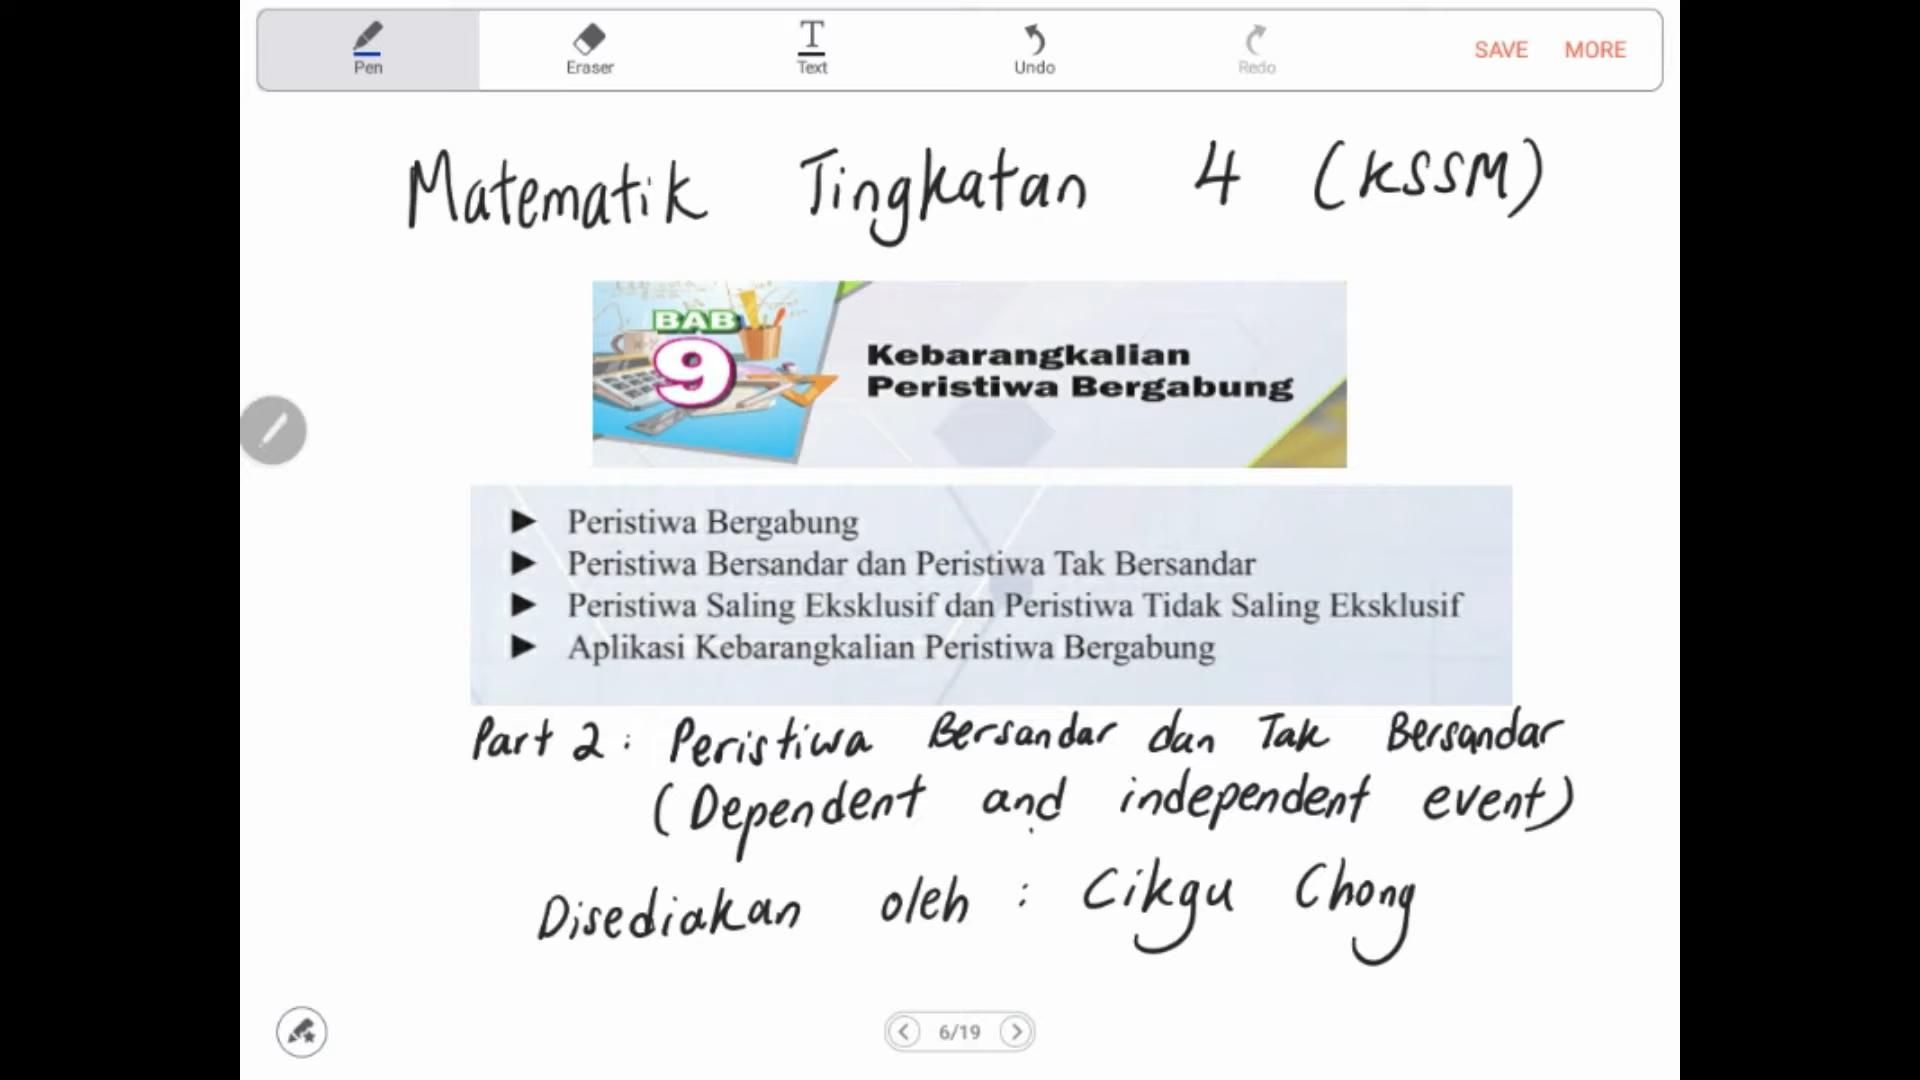 Pen Eraser Text Undo Redo SAVE MORE
Matematik Tingkatan 4 (KSSM)
BAB
9
Kebarangkalian
Peristiwa Bergabung
► Peristiwa Bergabung
► Peristiwa Bersandar dan Peristiwa Tak Bersandar
► Peristiwa Saling Eksklusif dan Peristiwa Tidak Saling Eksklusif
► Aplikasi Kebarangkalian Peristiwa Bergabung
Part 2 : Peristiwa Bersandar dan Tak Bersandar
(Dependent and independent event)
Disediakan oleh : Cikgu Chong
6/19